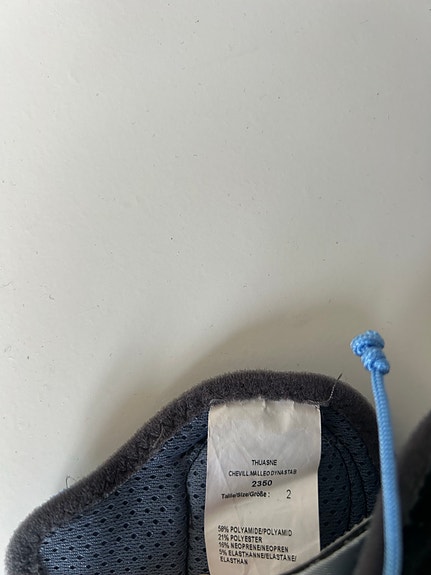 THUASNE
CHEVILL.MALLEO DYNASTAB
2350
Taille/Size/Größe : 2
58% POLYAMIDE/POLYAMID
21% POLYESTER
16% NEOPRENE/NEOPREN
5% ELASTHANNE/ELASTANE/
ELASTHAN